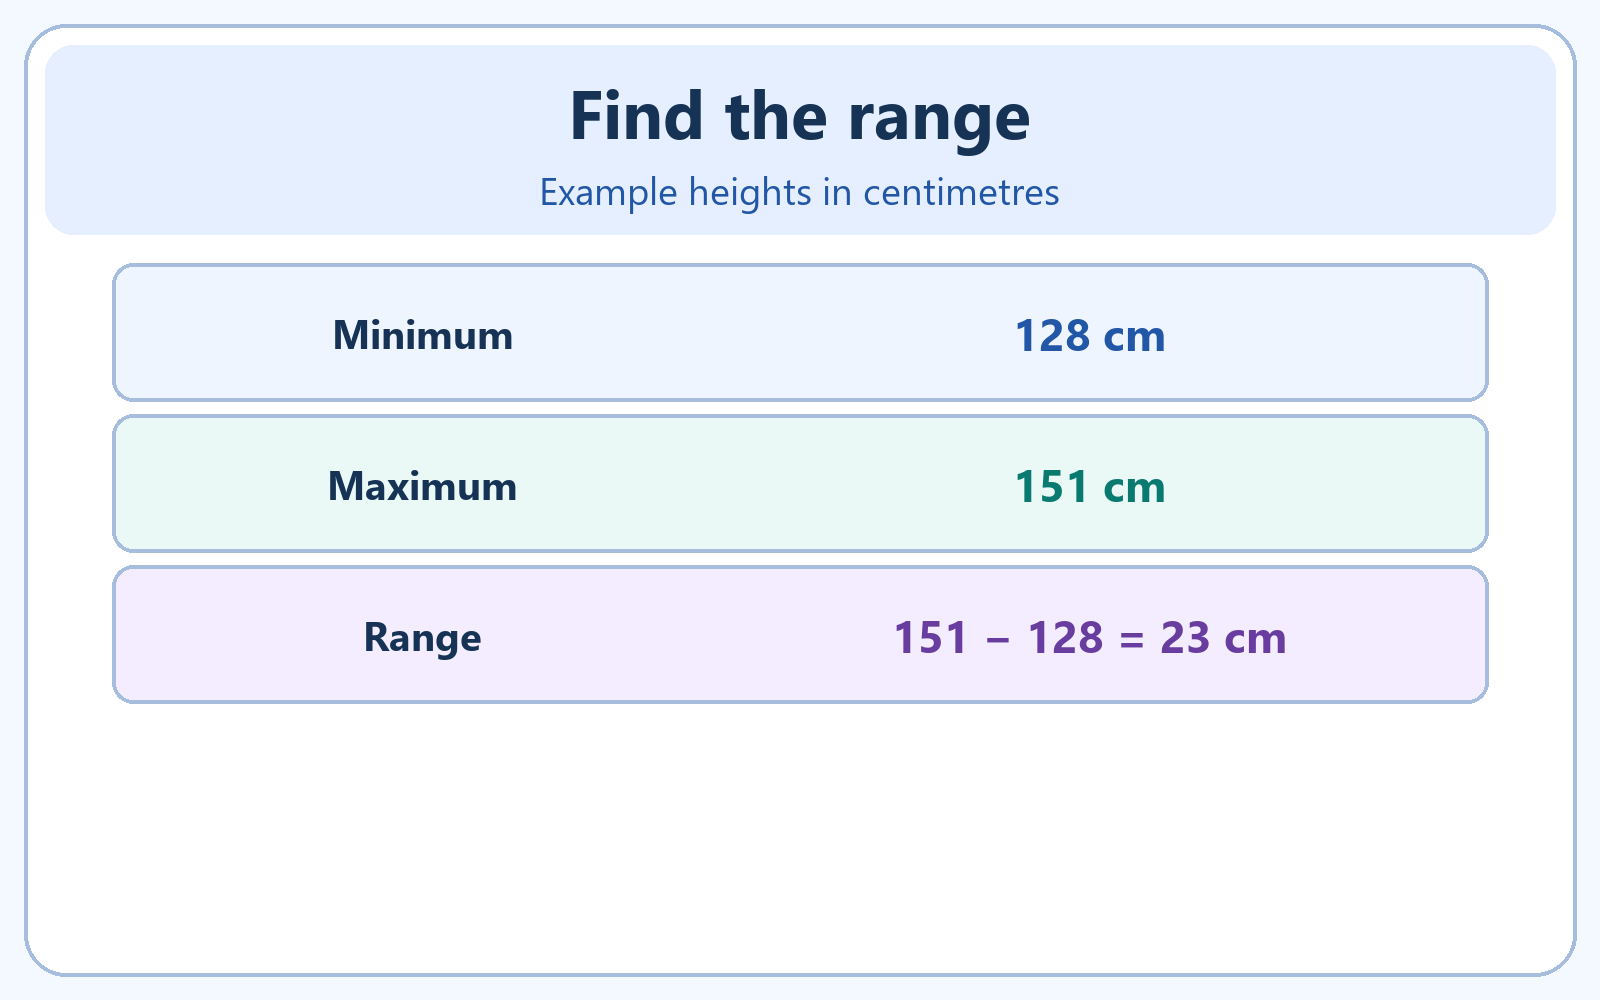 Find the range
Example heights in centimetres
Minimum 128 cm
Maximum 151 cm
Range 151 − 128 = 23 cm